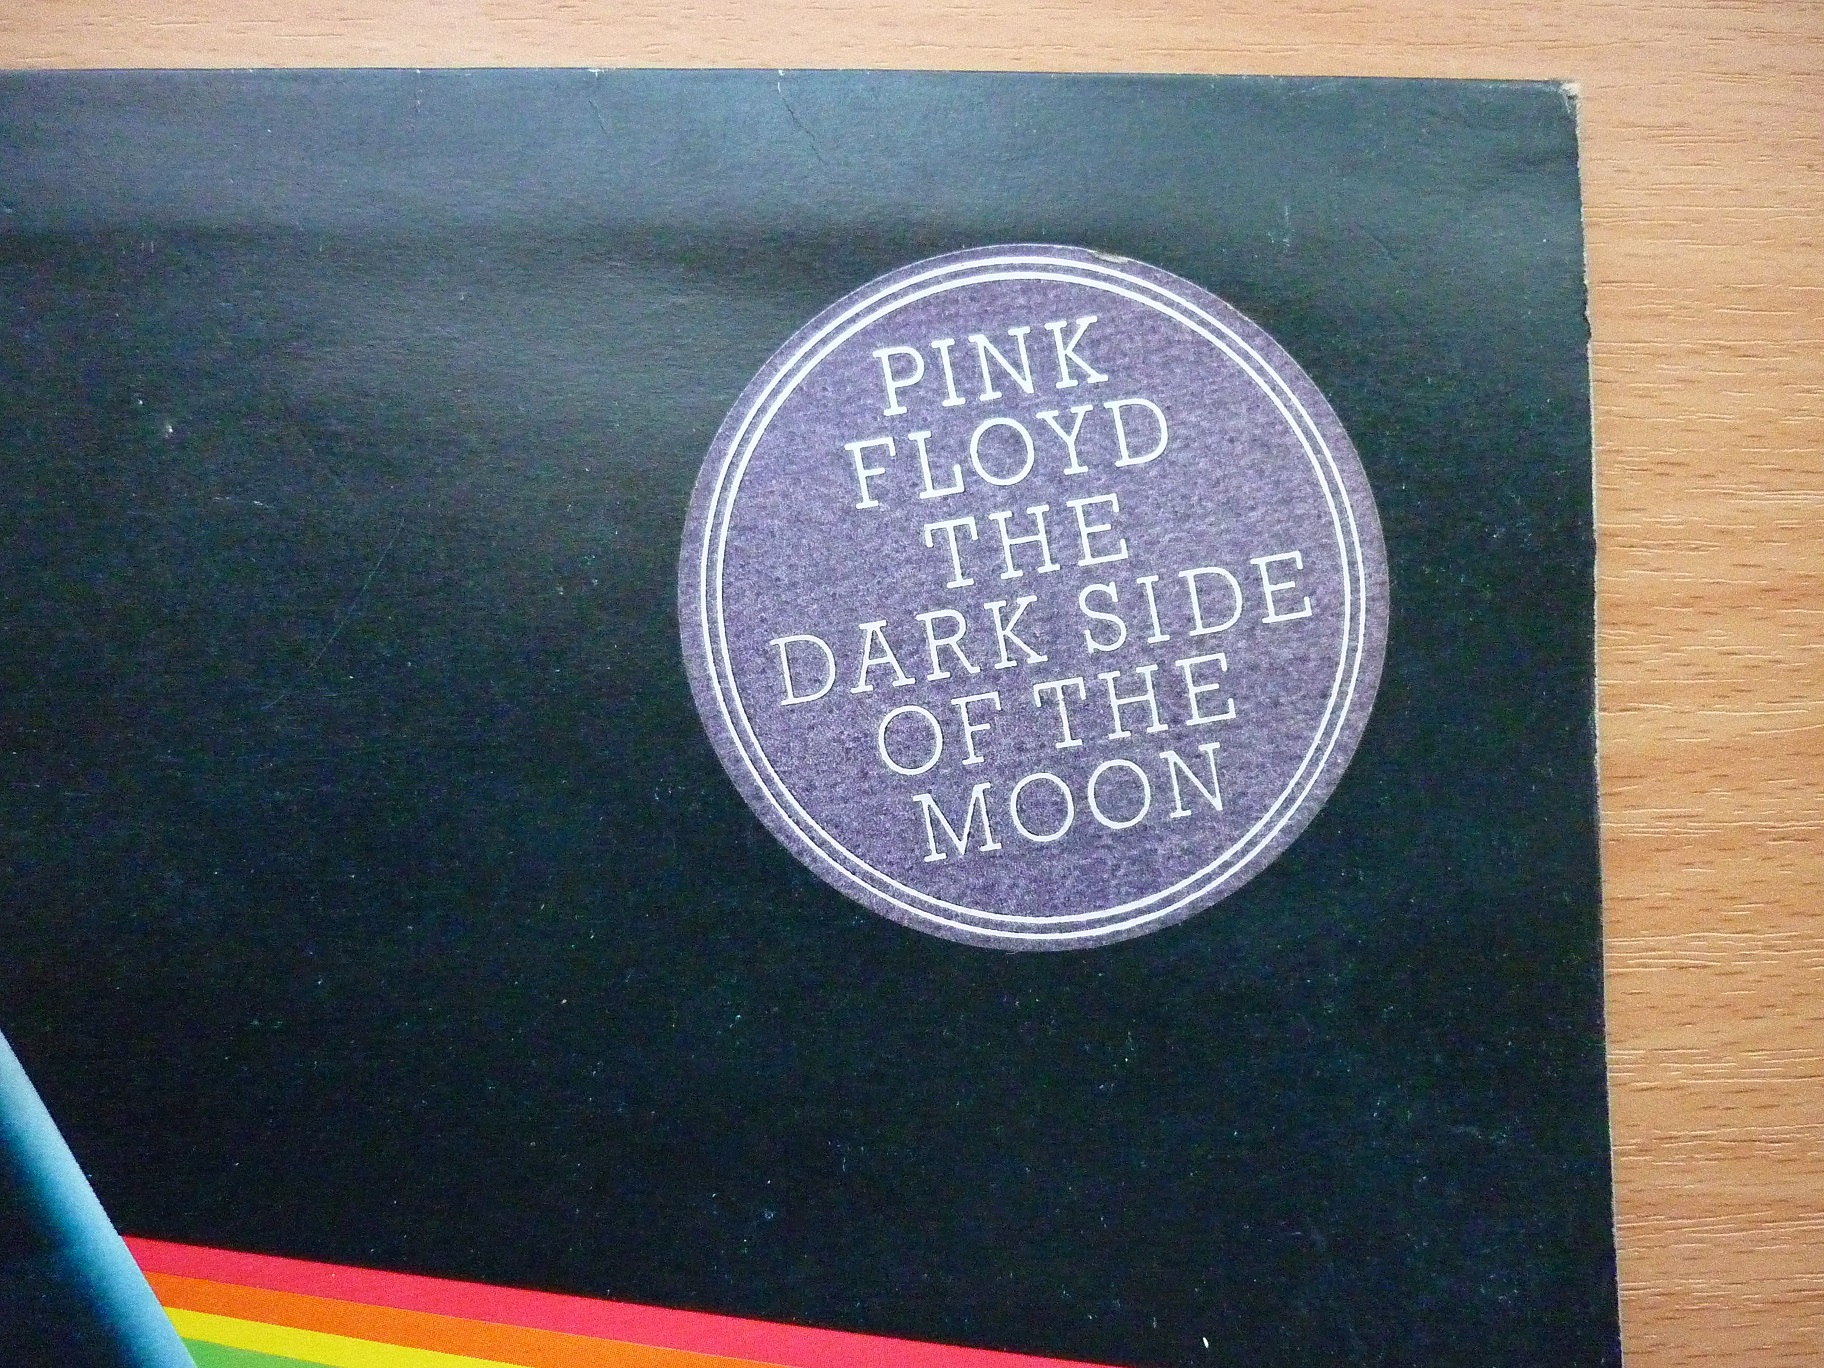 PINK
FLOYD
THE
DARK SIDE
OF THE
MOON